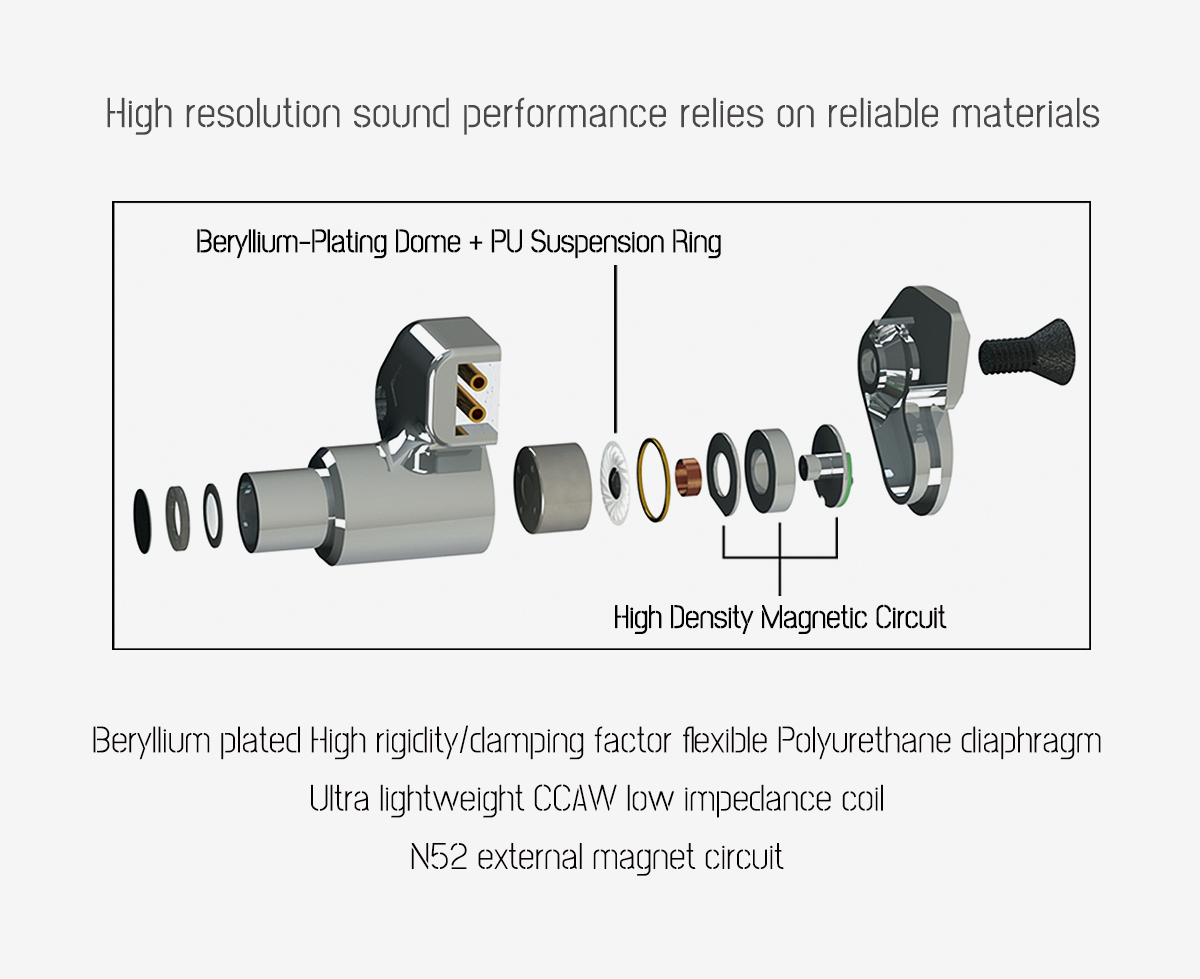 High resolution sound performance relies on reliable materials
Beryllium-Plating Dome + PU Suspension Ring
High Density Magnetic Circuit
Beryllium plated High rigidity/damping factor flexible Polyurethane diaphragm
Ultra lightweight CCAW low impedance coil
N52 external magnet circuit